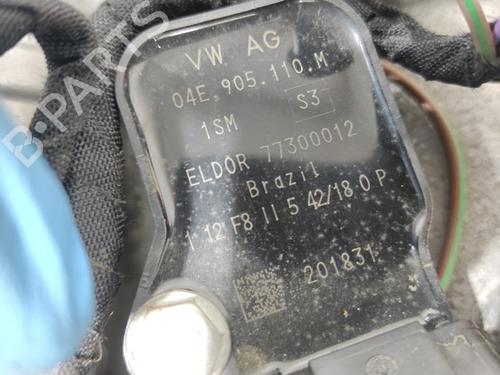 VW AG
04E.905.110.M
1SM S3
ELDOR 77300012
Brazil
1 12 F8 II 5 42/18 0 P
201831
B-PARTS